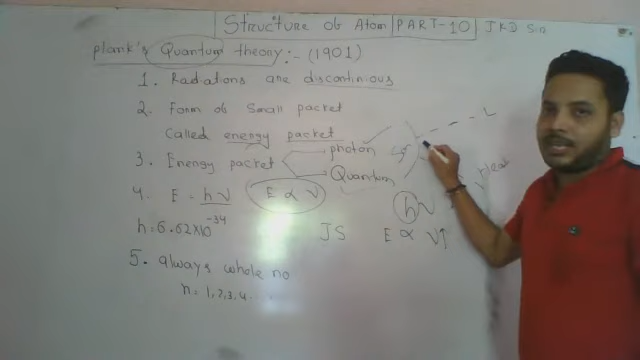 Structure of Atom PART-10 JKD Sir
plank's Quantum theory :- (1901)
1. Radiations are discontinious
2. Form of Small packet
Called energy packet
3. Energy packet
photon
Quantum
4. E = hν
E ∝ ν
h = 6.62×10⁻³⁴ JS
5. always whole no
n = 1,2,3,4...
L
Heat
hν
E ∝ ν↑